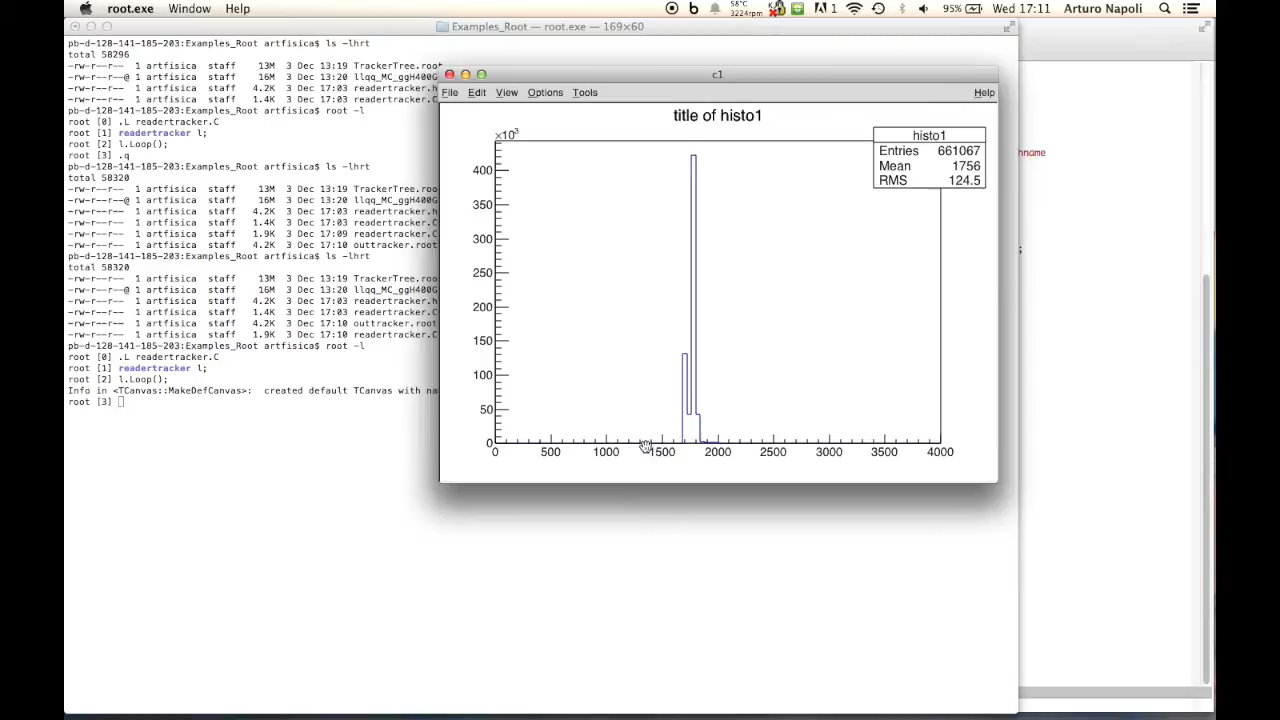 root.exe Window Help
58°C
3224rpm
1
95%
Wed 17:11 Arturo Napoli
Examples_Root — root.exe — 169×60
pb-d-128-141-185-203:Examples_Root artfisica$ ls -lhrt
total 58296
-rw-r--r-- 1 artfisica staff 13M 3 Dec 13:19 TrackerTree.root
-rw-r--r--@ 1 artfisica staff 16M 3 Dec 13:20 llqq_MC_ggH400G
-rw-r--r-- 1 artfisica staff 4.2K 3 Dec 17:03 readertracker.h
-rw-r--r-- 1 artfisica staff 1.4K 3 Dec 17:03 readertracker.C
pb-d-128-141-185-203:Examples_Root artfisica$ root -l
root [0] .L readertracker.C
root [1] readertracker l;
root [2] l.Loop();
root [3] .q
pb-d-128-141-185-203:Examples_Root artfisica$ ls -lhrt
total 58320
-rw-r--r-- 1 artfisica staff 13M 3 Dec 13:19 TrackerTree.roo
-rw-r--r--@ 1 artfisica staff 16M 3 Dec 13:20 llqq_MC_ggH400G
-rw-r--r-- 1 artfisica staff 4.2K 3 Dec 17:03 readertracker.h
-rw-r--r-- 1 artfisica staff 1.4K 3 Dec 17:03 readertracker.C
-rw-r--r-- 1 artfisica staff 1.9K 3 Dec 17:09 readertracker.C
-rw-r--r-- 1 artfisica staff 4.2K 3 Dec 17:10 outtracker.root
pb-d-128-141-185-203:Examples_Root artfisica$ ls -lhrt
total 58320
-rw-r--r-- 1 artfisica staff 13M 3 Dec 13:19 TrackerTree.roo
-rw-r--r--@ 1 artfisica staff 16M 3 Dec 13:20 llqq_MC_ggH400G
-rw-r--r-- 1 artfisica staff 4.2K 3 Dec 17:03 readertracker.h
-rw-r--r-- 1 artfisica staff 1.4K 3 Dec 17:03 readertracker.C
-rw-r--r-- 1 artfisica staff 4.2K 3 Dec 17:10 outtracker.root
-rw-r--r-- 1 artfisica staff 1.9K 3 Dec 17:10 readertracker.C
pb-d-128-141-185-203:Examples_Root artfisica$ root -l
root [0] .L readertracker.C
root [1] readertracker l;
root [2] l.Loop();
Info in <TCanvas::MakeDefCanvas>: created default TCanvas with na
root [3]
c1
File Edit View Options Tools Help
title of histo1
×10³
histo1
Entries 661067
Mean 1756
RMS 124.5
400
350
300
250
200
150
100
50
0
0 500 1000 1500 2000 2500 3000 3500 4000
hname
;